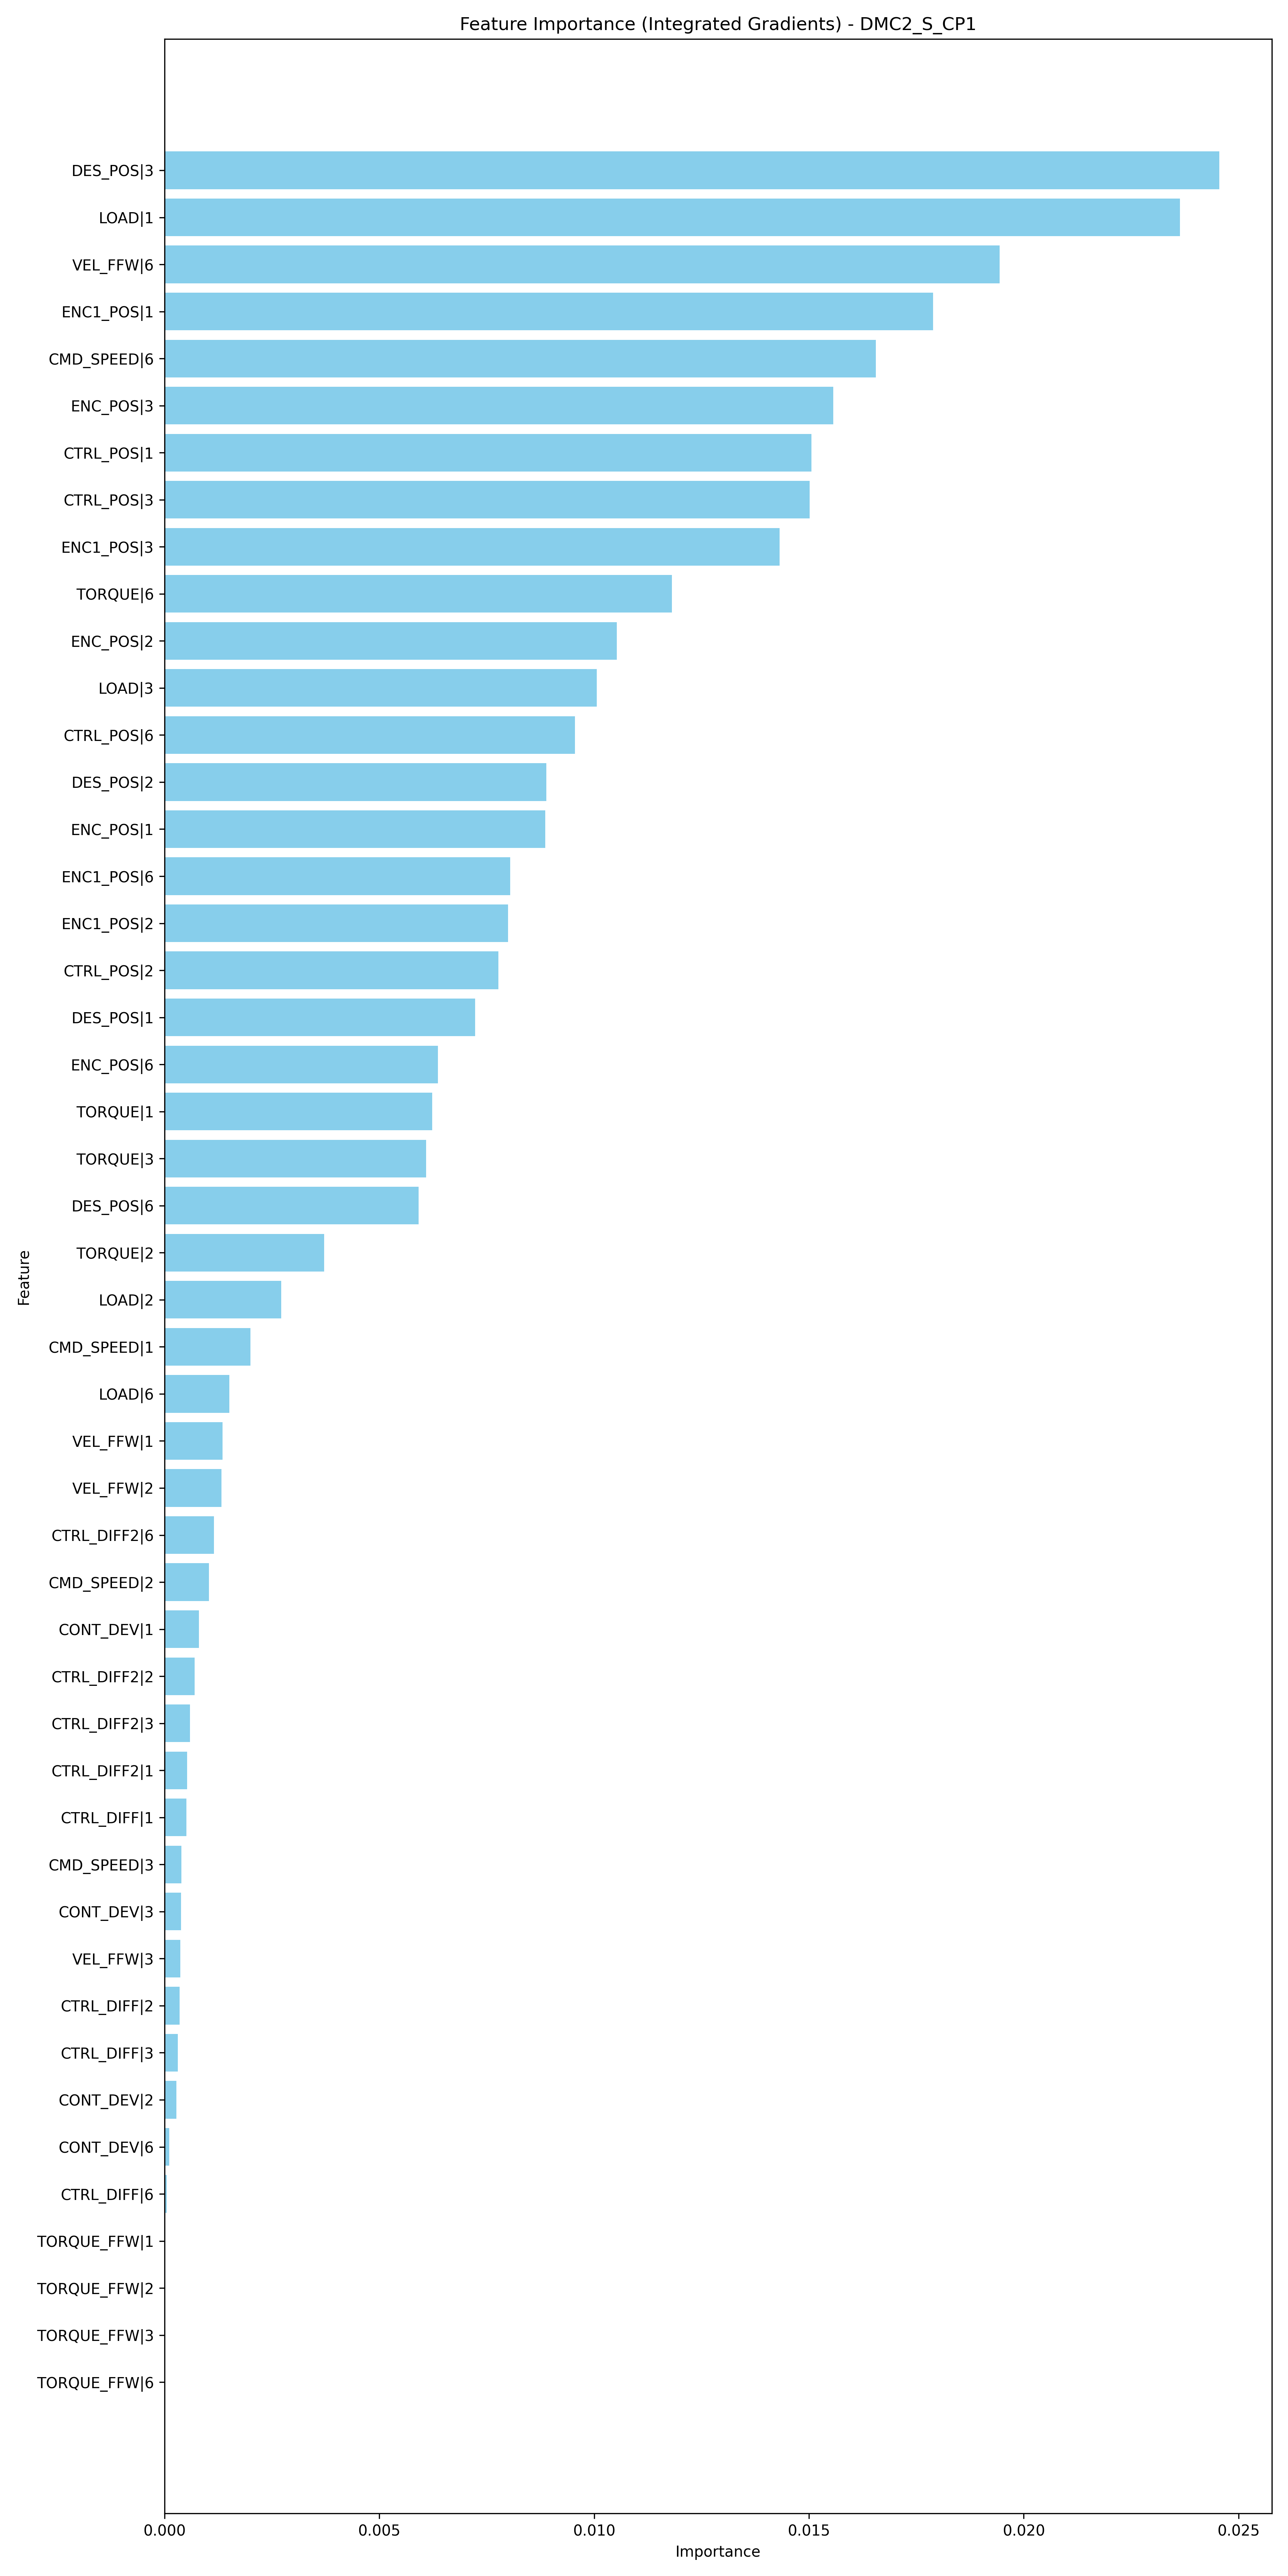 Feature Importance (Integrated Gradients) - DMC2_S_CP1
DES_POS|3
LOAD|1
VEL_FFW|6
ENC1_POS|1
CMD_SPEED|6
ENC_POS|3
CTRL_POS|1
CTRL_POS|3
ENC1_POS|3
TORQUE|6
ENC_POS|2
LOAD|3
CTRL_POS|6
DES_POS|2
ENC_POS|1
ENC1_POS|6
ENC1_POS|2
CTRL_POS|2
DES_POS|1
ENC_POS|6
TORQUE|1
TORQUE|3
DES_POS|6
TORQUE|2
LOAD|2
CMD_SPEED|1
LOAD|6
VEL_FFW|1
VEL_FFW|2
CTRL_DIFF2|6
CMD_SPEED|2
CONT_DEV|1
CTRL_DIFF2|2
CTRL_DIFF2|3
CTRL_DIFF2|1
CTRL_DIFF|1
CMD_SPEED|3
CONT_DEV|3
VEL_FFW|3
CTRL_DIFF|2
CTRL_DIFF|3
CONT_DEV|2
CONT_DEV|6
CTRL_DIFF|6
TORQUE_FFW|1
TORQUE_FFW|2
TORQUE_FFW|3
TORQUE_FFW|6
Feature
0.000 0.005 0.010 0.015 0.020 0.025
Importance